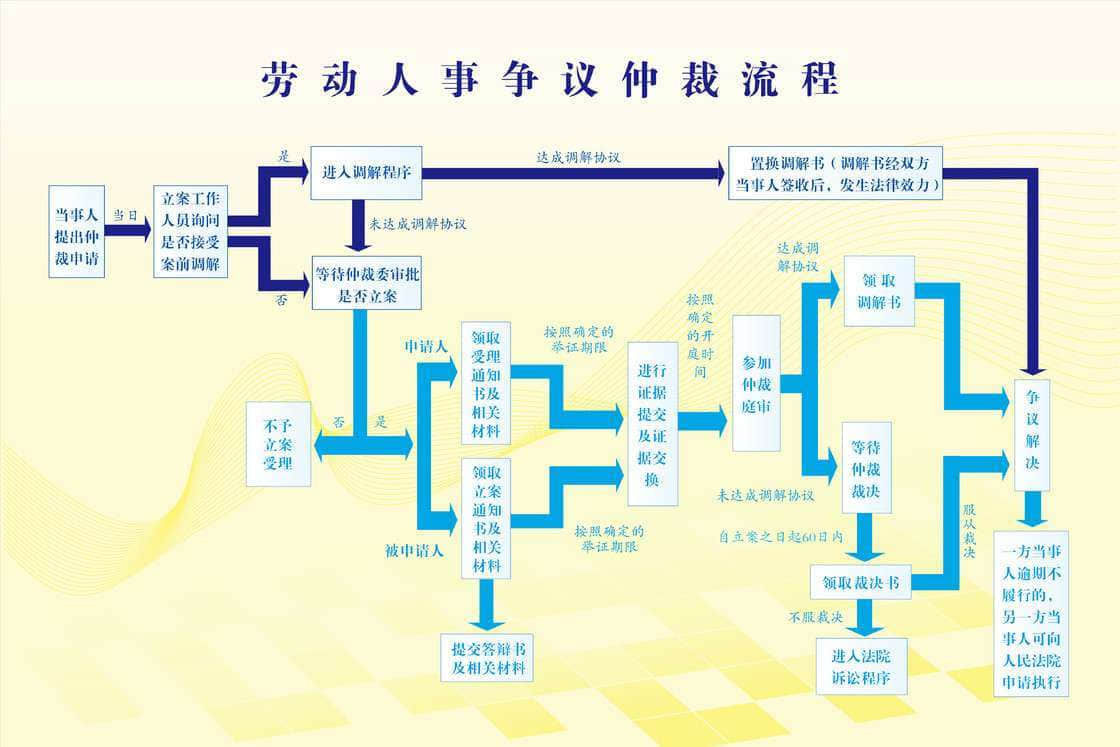 劳动人事争议仲裁流程
当事人
提出仲
裁申请
当日
立案工作
人员询问
是否接受
案前调解
是
否
进入调解程序
达成调解协议
置换调解书（调解书经双方
当事人签收后，发生法律效力）
未达成调解协议
等待仲裁委审批
是否立案
否
是
不予
立案
受理
申请人
被申请人
领取
受理
通知
书及
相关
材料
领取
立案
通知
书及
相关
材料
提交答辩书
及相关材料
按照确定的
举证期限
按照确定的
举证期限
进行
证据
提交
及证
据交
换
按照
确定
的开
庭时
间
参加
仲裁
庭审
达成调
解协议
领取
调解书
未达成调解协议
等待
仲裁
裁决
自立案之日起60日内
领取裁决书
不服裁决
进入法院
诉讼程序
服
从
裁
决
争
议
解
决
一方当事
人逾期不
履行的，
另一方当
事人可向
人民法院
申请执行